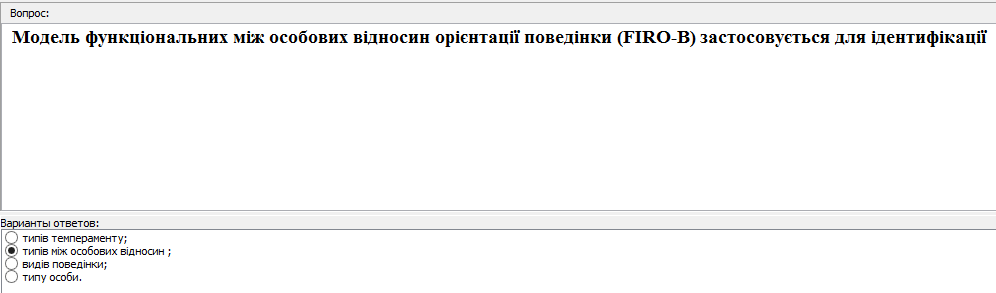 Вопрос:
Модель функціональних між особових відносин орієнтації поведінки (FIRO-B) застосовується для ідентифікації
Варианты ответов:
типів темпераменту;
типів між особових відносин ;
видів поведінки;
типу особи.